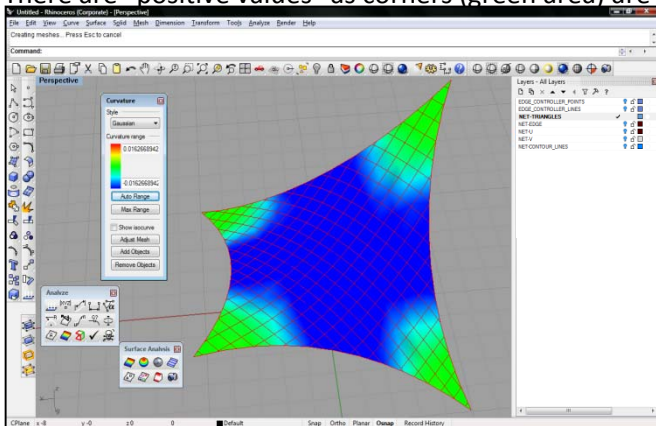 There are "positive values" as corners (green area) are
Untitled - Rhinoceros (Corporate) - [Perspective]
File Edit View Curve Surface Solid Mesh Dimension Transform Tools Analyze Render Help
Creating meshes... Press Esc to cancel
Command:
Perspective
Curvature
Style
Gaussian
Curvature range
0.0162668942
-0.016266894
Auto Range
Max Range
Show isocurve
Adjust Mesh
Add Objects
Remove Objects
Analyze
Surface Analysis
Layers - All Layers
EDGE_CONTROLLER_POINTS
EDGE_CONTROLLER_LINES
NET-TRIANGLES
NET-EDGE
NET-U
NET-V
NET-CONTOUR_LINES
CPlane x -8 y -0 z 0 0 Default Snap Ortho Planar Osnap Record History